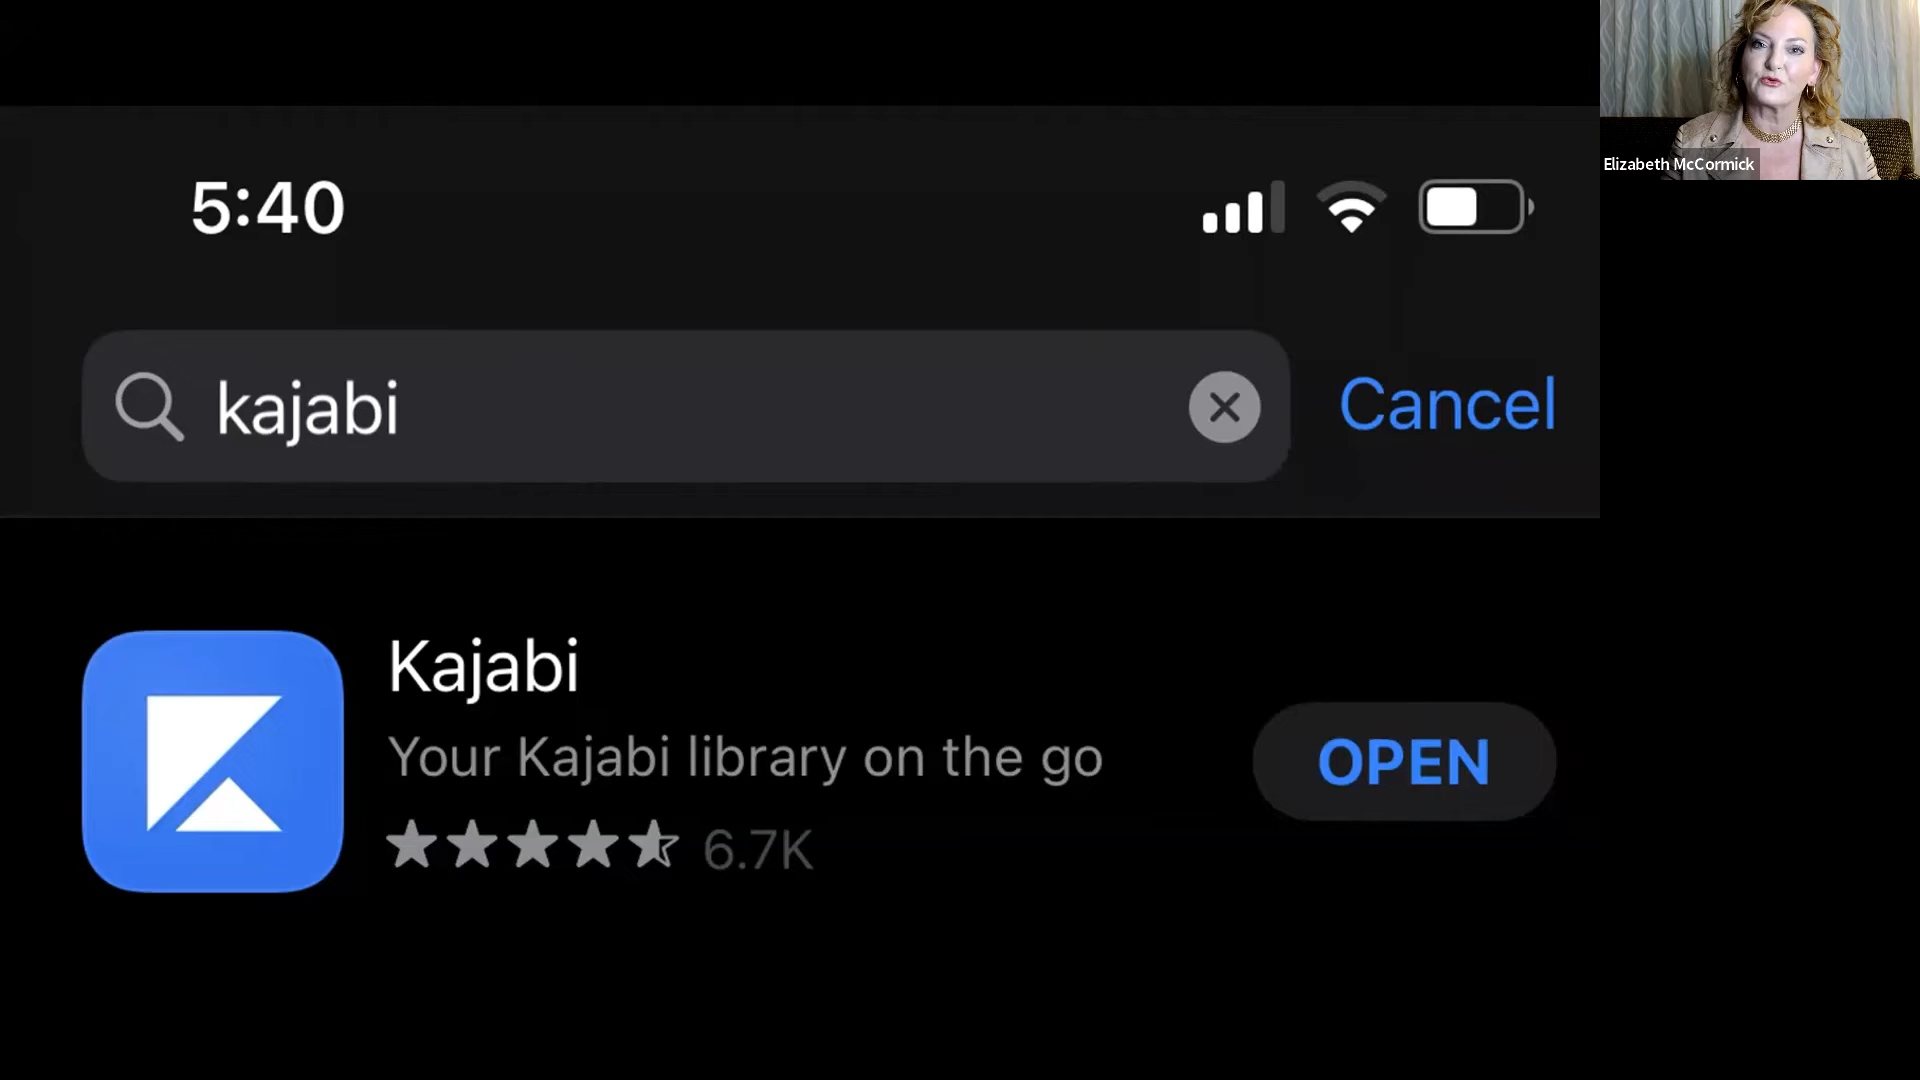 5:40
kajabi
Cancel
Kajabi
Your Kajabi library on the go
6.7K
OPEN
Elizabeth McCormick